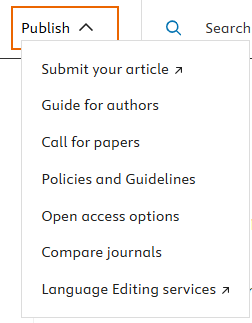 Publish
Search
Submit your article ↗
Guide for authors
Call for papers
Policies and Guidelines
Open access options
Compare journals
Language Editing services ↗